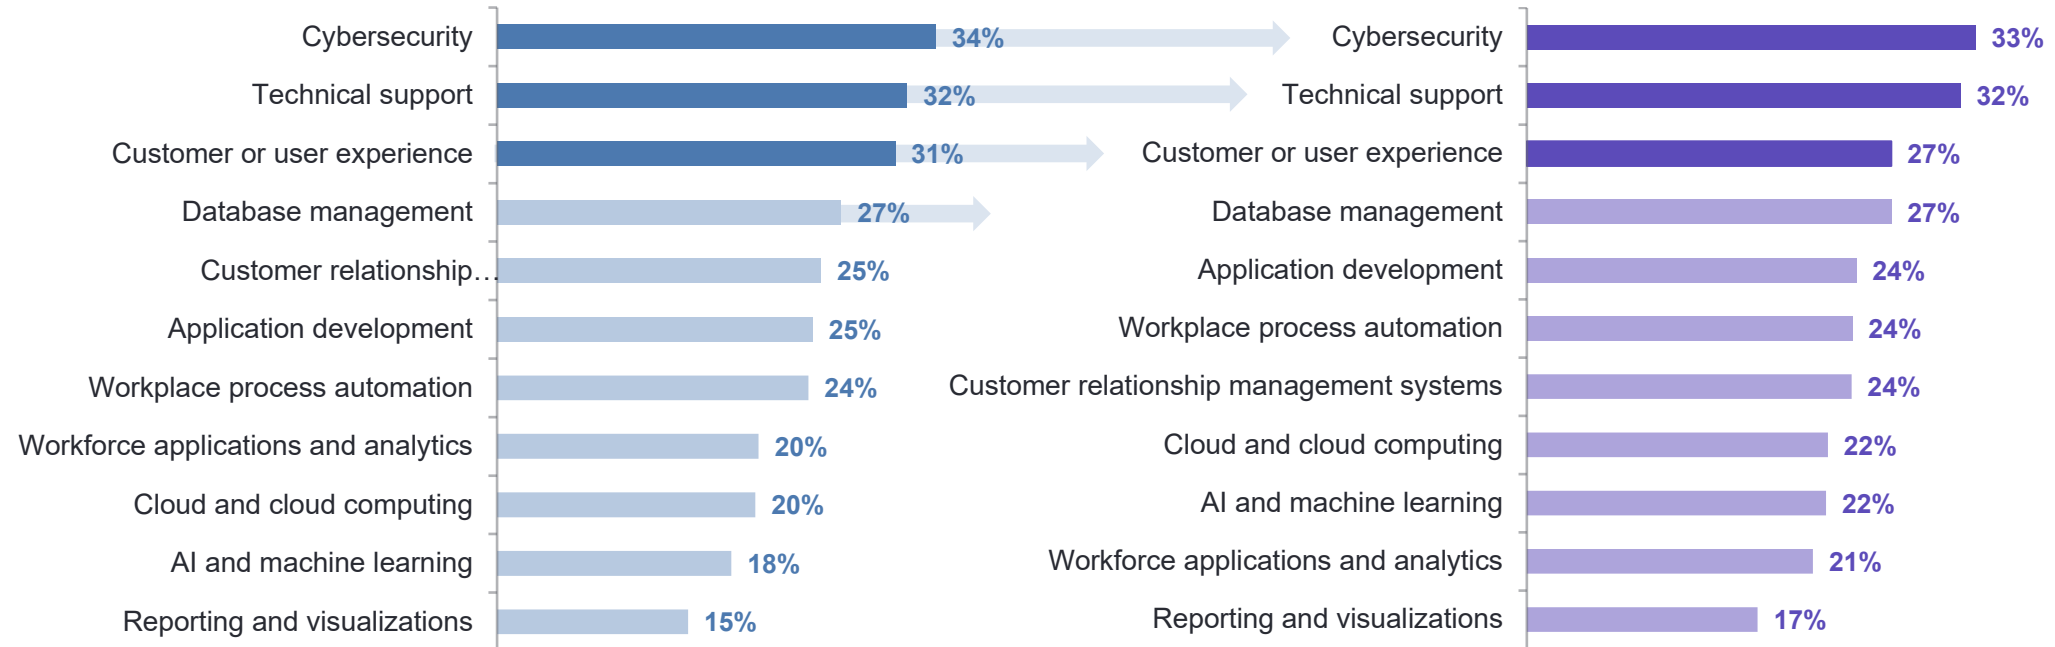 Cybersecurity 34%
Technical support 32%
Customer or user experience 31%
Database management 27%
Customer relationship… 25%
Application development 25%
Workplace process automation 24%
Workforce applications and analytics 20%
Cloud and cloud computing 20%
AI and machine learning 18%
Reporting and visualizations 15%
Cybersecurity 33%
Technical support 32%
Customer or user experience 27%
Database management 27%
Application development 24%
Workplace process automation 24%
Customer relationship management systems 24%
Cloud and cloud computing 22%
AI and machine learning 22%
Workforce applications and analytics 21%
Reporting and visualizations 17%